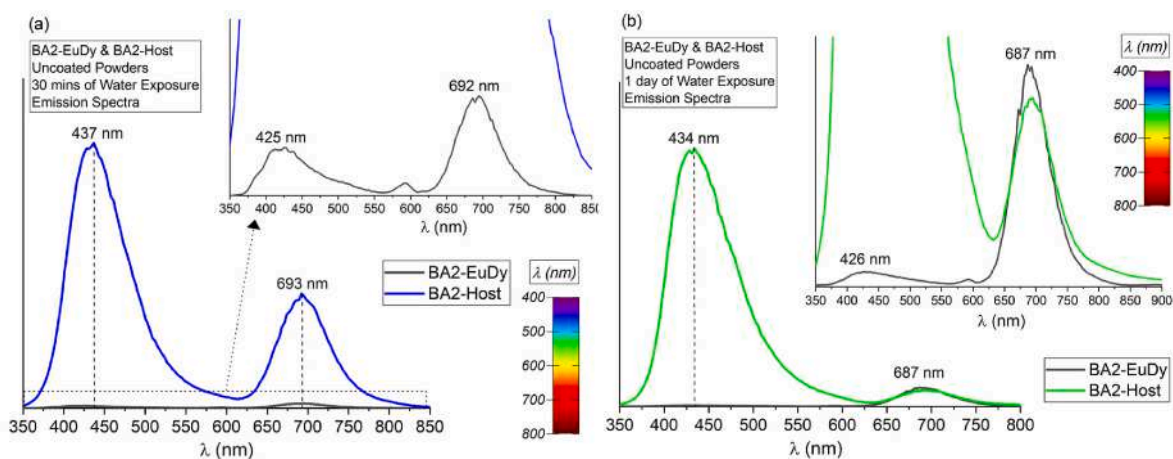 (a)
BA2-EuDy & BA2-Host
Uncoated Powders
30 mins of Water Exposure
Emission Spectra
437 nm
425 nm
692 nm
350 400 450 500 550 600 650 700 750 800 850
λ (nm)
BA2-EuDy
BA2-Host
693 nm
λ (nm)
400
500
600
700
800
350 400 450 500 550 600 650 700 750 800 850
λ (nm)
(b)
BA2-EuDy & BA2-Host
Uncoated Powders
1 day of Water Exposure
Emission Spectra
434 nm
687 nm
426 nm
350 400 450 500 550 600 650 700 750 800 850 900
λ (nm)
λ (nm)
400
500
600
700
800
687 nm
BA2-EuDy
BA2-Host
350 400 450 500 550 600 650 700 750 800
λ (nm)